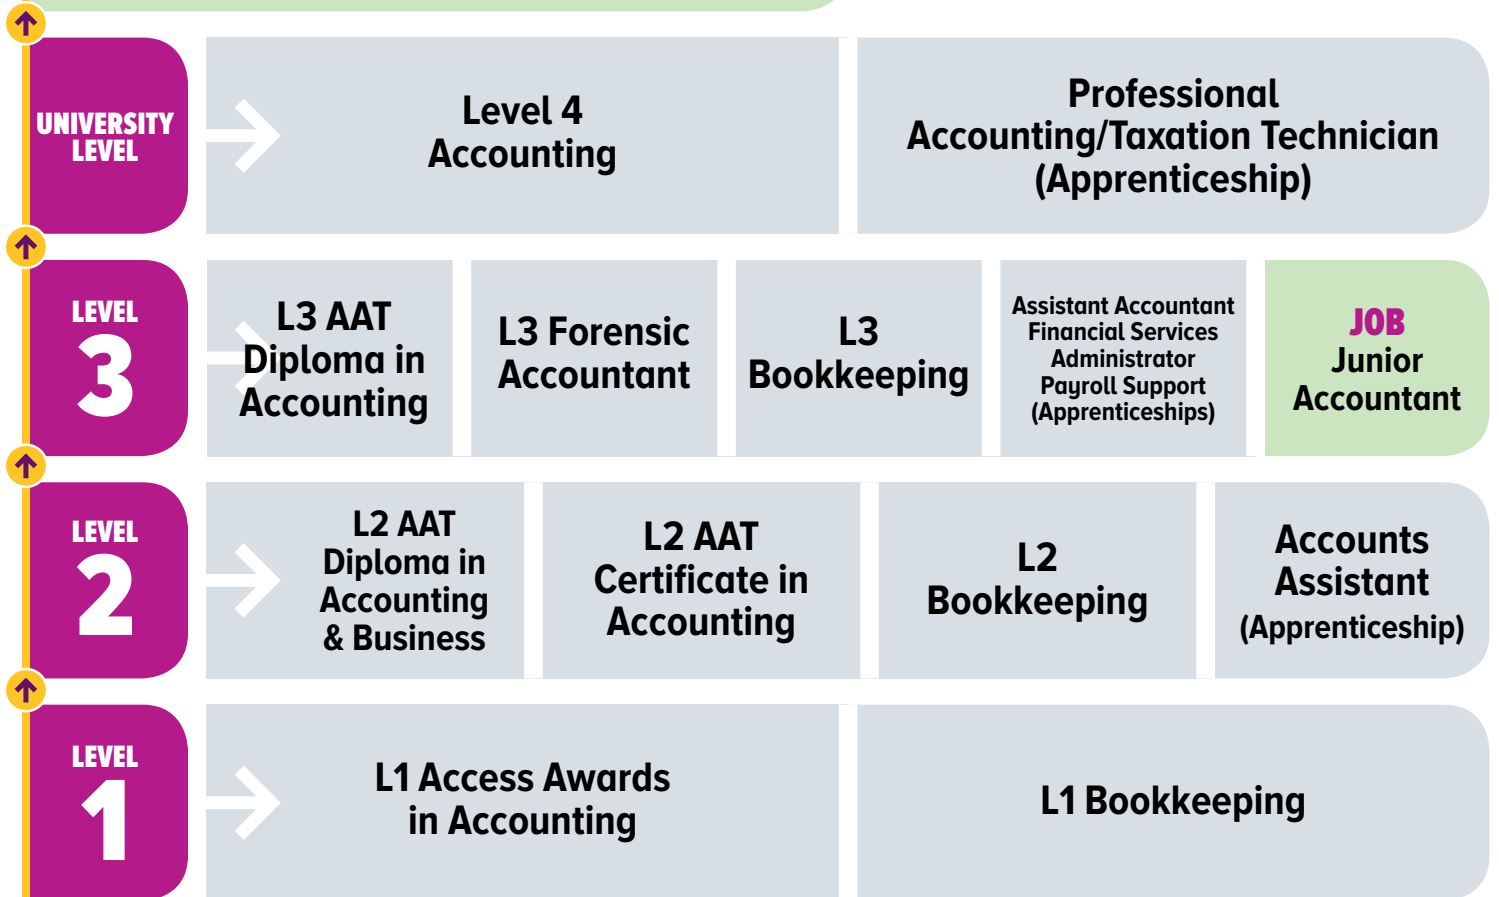 UNIVERSITY
LEVEL
Level 4
Accounting
Professional
Accounting/Taxation Technician
(Apprenticeship)
LEVEL
3
L3 AAT
Diploma in
Accounting
L3 Forensic
Accountant
L3
Bookkeeping
Assistant Accountant
Financial Services
Administrator
Payroll Support
(Apprenticeships)
JOB
Junior
Accountant
LEVEL
2
L2 AAT
Diploma in
Accounting
& Business
L2 AAT
Certificate in
Accounting
L2
Bookkeeping
Accounts
Assistant
(Apprenticeship)
LEVEL
1
L1 Access Awards
in Accounting
L1 Bookkeeping